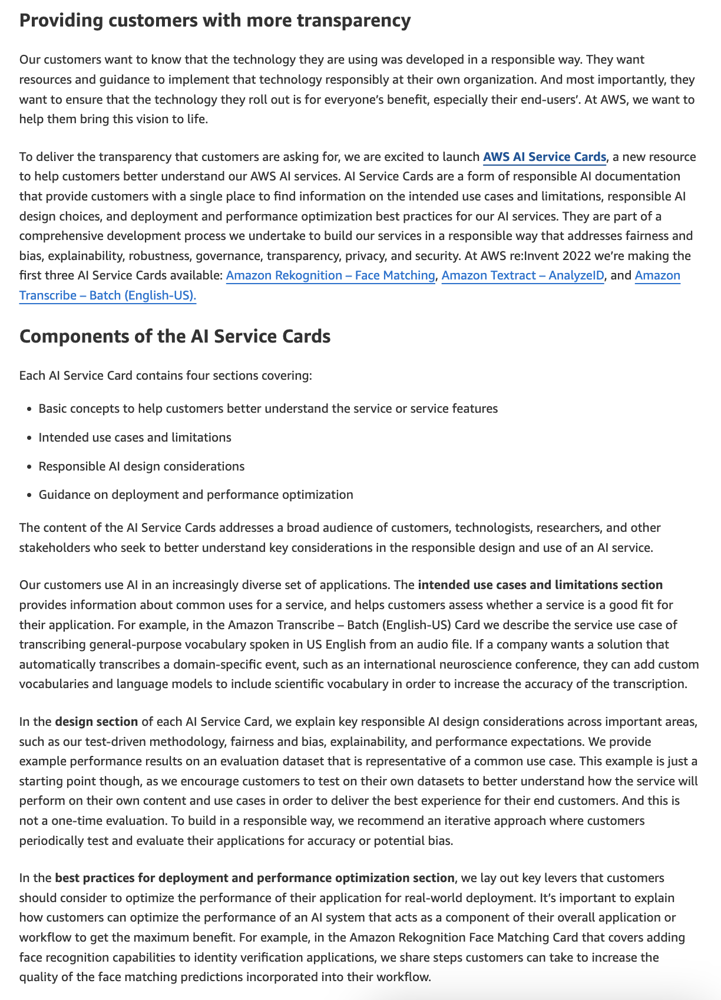 Providing customers with more transparency
Our customers want to know that the technology they are using was developed in a responsible way. They want
resources and guidance to implement that technology responsibly at their own organization. And most importantly, they
want to ensure that the technology they roll out is for everyone’s benefit, especially their end-users’. At AWS, we want to
help them bring this vision to life.
To deliver the transparency that customers are asking for, we are excited to launch AWS AI Service Cards, a new resource
to help customers better understand our AWS AI services. AI Service Cards are a form of responsible AI documentation
that provide customers with a single place to find information on the intended use cases and limitations, responsible AI
design choices, and deployment and performance optimization best practices for our AI services. They are part of a
comprehensive development process we undertake to build our services in a responsible way that addresses fairness and
bias, explainability, robustness, governance, transparency, privacy, and security. At AWS re:Invent 2022 we’re making the
first three AI Service Cards available: Amazon Rekognition – Face Matching, Amazon Textract – AnalyzeID, and Amazon
Transcribe – Batch (English-US).
Components of the AI Service Cards
Each AI Service Card contains four sections covering:
• Basic concepts to help customers better understand the service or service features
• Intended use cases and limitations
• Responsible AI design considerations
• Guidance on deployment and performance optimization
The content of the AI Service Cards addresses a broad audience of customers, technologists, researchers, and other
stakeholders who seek to better understand key considerations in the responsible design and use of an AI service.
Our customers use AI in an increasingly diverse set of applications. The intended use cases and limitations section
provides information about common uses for a service, and helps customers assess whether a service is a good fit for
their application. For example, in the Amazon Transcribe – Batch (English-US) Card we describe the service use case of
transcribing general-purpose vocabulary spoken in US English from an audio file. If a company wants a solution that
automatically transcribes a domain-specific event, such as an international neuroscience conference, they can add custom
vocabularies and language models to include scientific vocabulary in order to increase the accuracy of the transcription.
In the design section of each AI Service Card, we explain key responsible AI design considerations across important areas,
such as our test-driven methodology, fairness and bias, explainability, and performance expectations. We provide
example performance results on an evaluation dataset that is representative of a common use case. This example is just a
starting point though, as we encourage customers to test on their own datasets to better understand how the service will
perform on their own content and use cases in order to deliver the best experience for their end customers. And this is
not a one-time evaluation. To build in a responsible way, we recommend an iterative approach where customers
periodically test and evaluate their applications for accuracy or potential bias.
In the best practices for deployment and performance optimization section, we lay out key levers that customers
should consider to optimize the performance of their application for real-world deployment. It’s important to explain
how customers can optimize the performance of an AI system that acts as a component of their overall application or
workflow to get the maximum benefit. For example, in the Amazon Rekognition Face Matching Card that covers adding
face recognition capabilities to identity verification applications, we share steps customers can take to increase the
quality of the face matching predictions incorporated into their workflow.